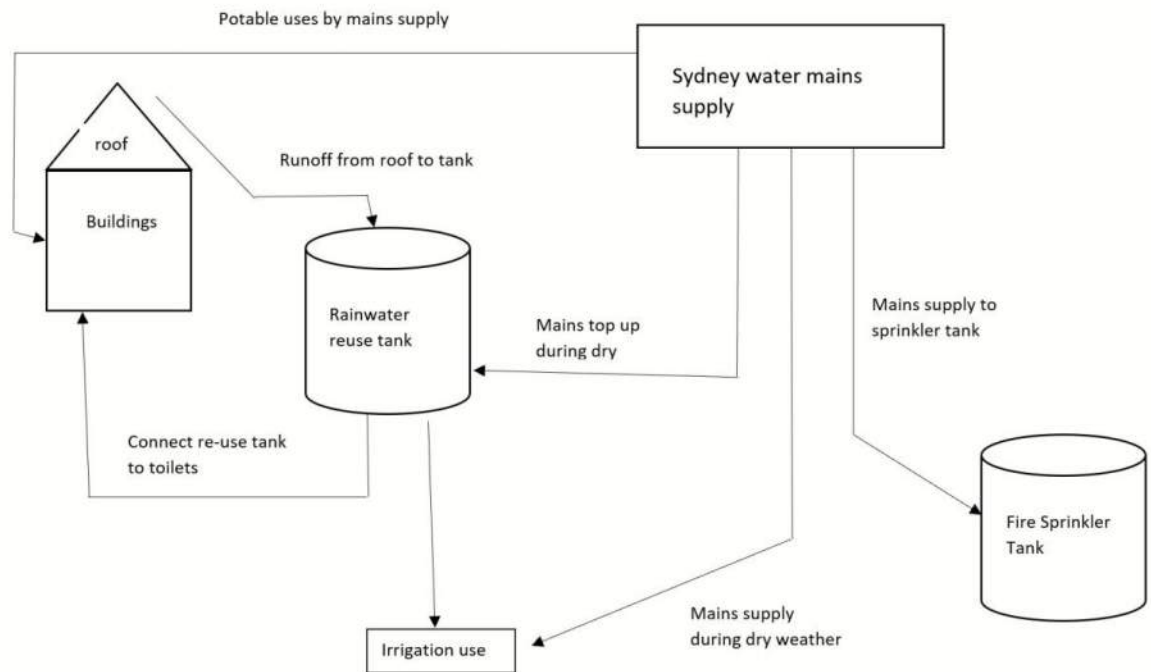 Potable uses by mains supply
Sydney water mains
supply
roof
Runoff from roof to tank
Buildings
Rainwater
reuse tank
Mains top up
during dry
Mains supply to
sprinkler tank
Connect re-use tank
to toilets
Fire Sprinkler
Tank
Mains supply
during dry weather
Irrigation use